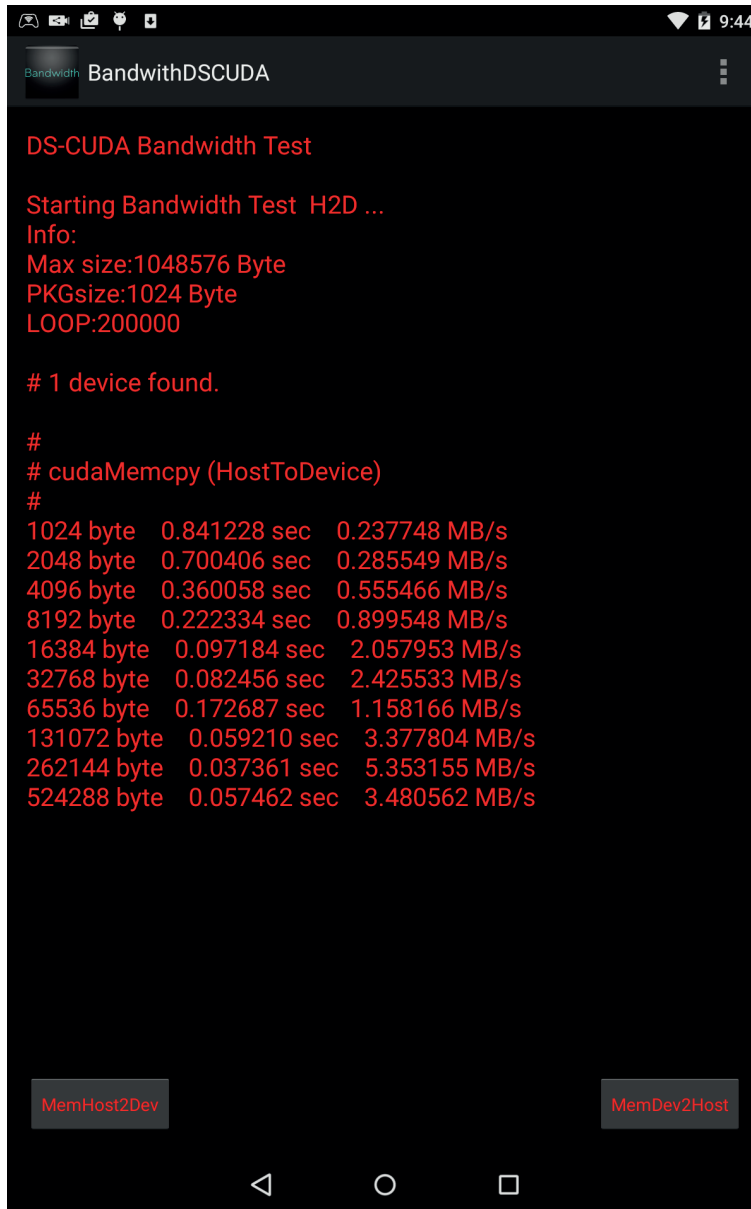 9:44
Bandwidth BandwithDSCUDA
DS-CUDA Bandwidth Test
Starting Bandwidth Test  H2D ...
Info:
Max size:1048576 Byte
PKGsize:1024 Byte
LOOP:200000
# 1 device found.
#
# cudaMemcpy (HostToDevice)
#
1024 byte    0.841228 sec    0.237748 MB/s
2048 byte    0.700406 sec    0.285549 MB/s
4096 byte    0.360058 sec    0.555466 MB/s
8192 byte    0.222334 sec    0.899548 MB/s
16384 byte    0.097184 sec    2.057953 MB/s
32768 byte    0.082456 sec    2.425533 MB/s
65536 byte    0.172687 sec    1.158166 MB/s
131072 byte    0.059210 sec    3.377804 MB/s
262144 byte    0.037361 sec    5.353155 MB/s
524288 byte    0.057462 sec    3.480562 MB/s
MemHost2Dev MemDev2Host